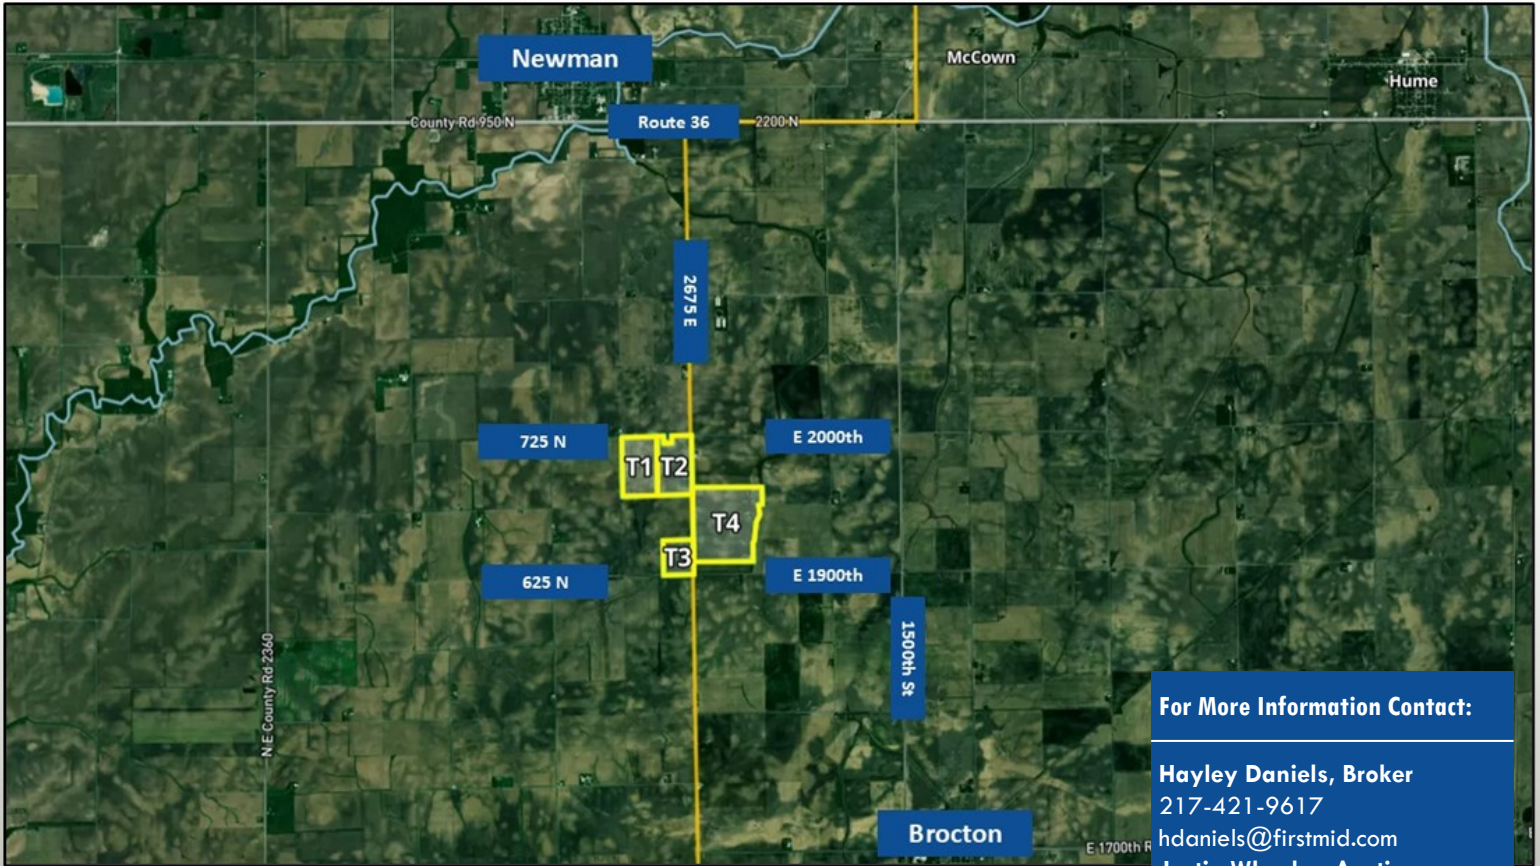 Newman
McCown
Hume
County Rd 950 N
Route 36
2200 N
2675 E
725 N
E 2000th
T1
T2
T4
T3
625 N
E 1900th
1500th St
N E County Rd 2360
Brocton
E 1700th R
For More Information Contact:
Hayley Daniels, Broker
217-421-9617
hdaniels@firstmid.com